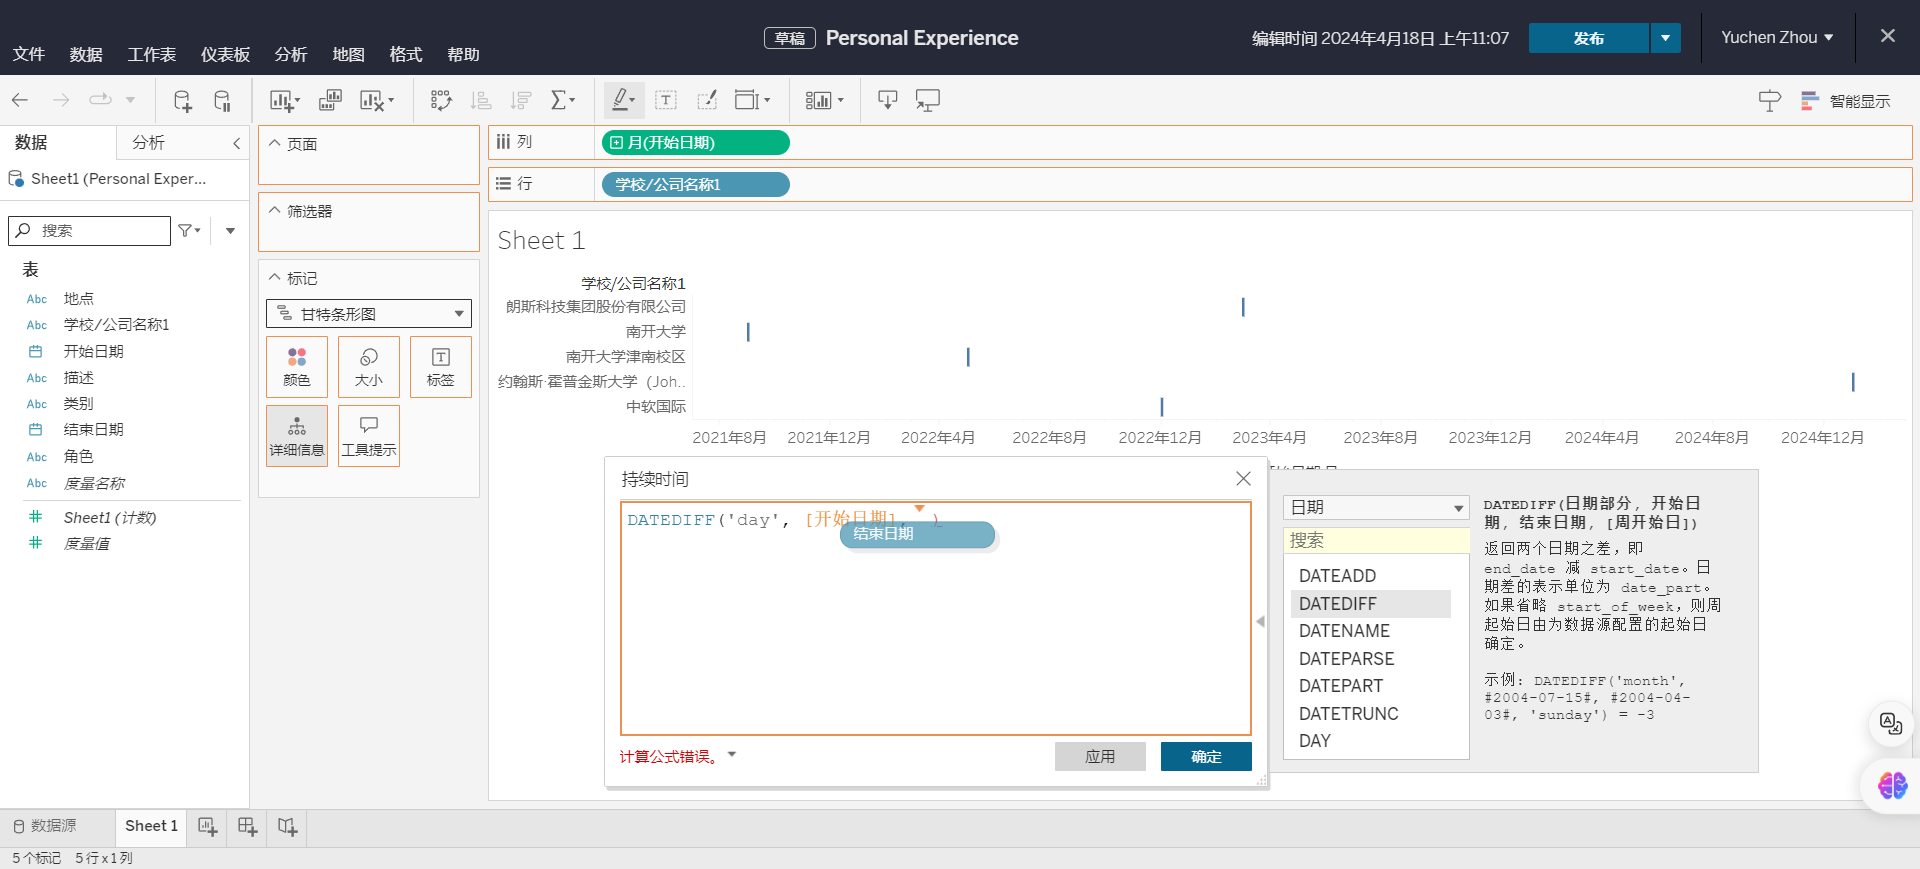 草稿 Personal Experience
编辑时间 2024年4月18日 上午11:07
发布
Yuchen Zhou
文件 数据 工作表 仪表板 分析 地图 格式 帮助
智能显示
数据 分析
Sheet1 (Personal Exper...
搜索
表
Abc 地点
Abc 学校/公司名称1
开始日期
Abc 描述
Abc 类别
结束日期
Abc 角色
Abc 度量名称
Sheet1 (计数)
度量值
页面
筛选器
标记
甘特条形图
颜色 大小 标签
详细信息 工具提示
列 月(开始日期)
行 学校/公司名称1
Sheet 1
学校/公司名称1
朗斯科技集团股份有限公司
南开大学
南开大学津南校区
约翰斯·霍普金斯大学（Joh..
中软国际
2021年8月 2021年12月 2022年4月 2022年8月 2022年12月 2023年4月 2023年8月 2023年12月 2024年4月 2024年8月 2024年12月
持续时间
DATEDIFF('day', [开始日期], )
结束日期
计算公式错误。
应用 确定
日期
搜索
DATEADD
DATEDIFF
DATENAME
DATEPARSE
DATEPART
DATETRUNC
DAY
DATEDIFF(日期部分, 开始日
期, 结束日期, [周开始日])
返回两个日期之差，即
end_date 减 start_date。日
期差的表示单位为 date_part。
如果省略 start_of_week，则周
起始日由为数据源配置的起始日
确定。
示例: DATEDIFF('month',
#2004-07-15#, #2004-04-
03#, 'sunday') = -3
数据源 Sheet 1
5 个标记 5 行 x 1 列